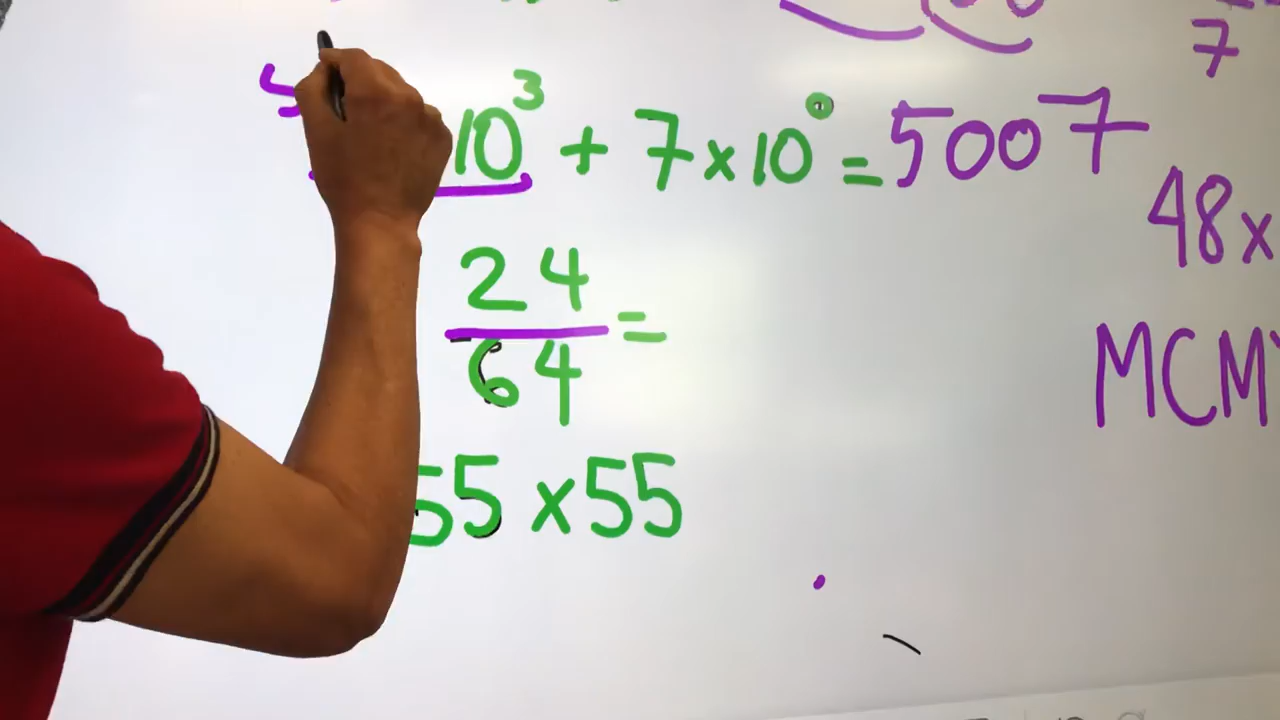 7
10³ + 7 x 10⁰ = 5007
48 x
24
64 =
MCM
55 x 55